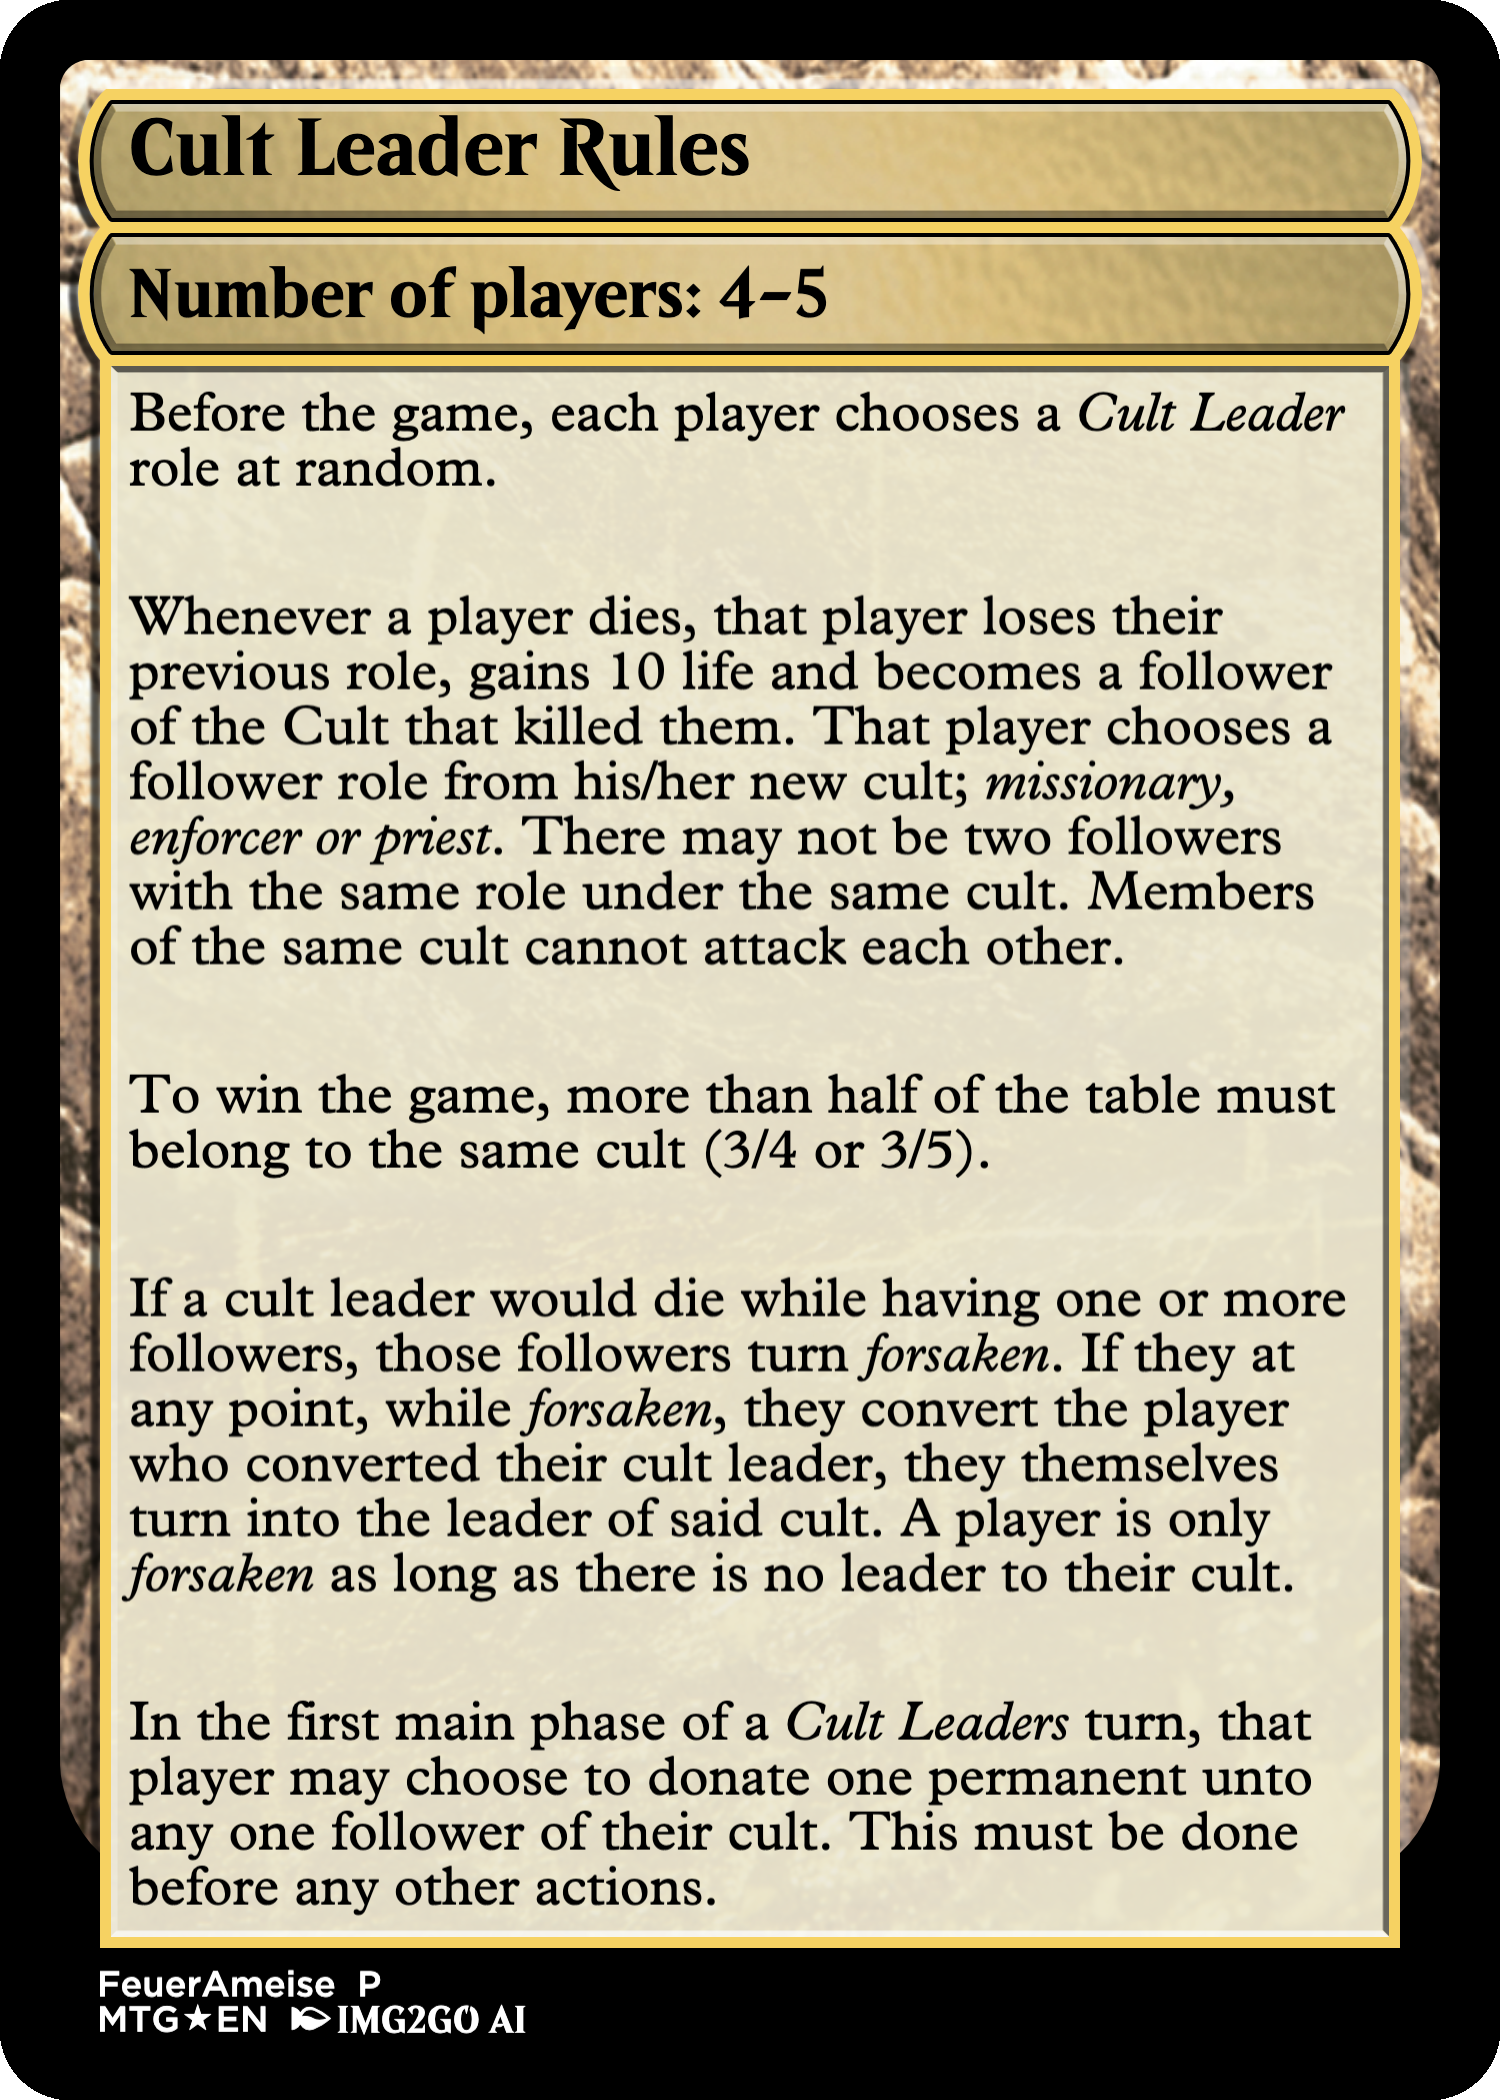 Cult Leader Rules
Number of players: 4–5
Before the game, each player chooses a Cult Leader
role at random.
Whenever a player dies, that player loses their
previous role, gains 10 life and becomes a follower
of the Cult that killed them. That player chooses a
follower role from his/her new cult; missionary,
enforcer or priest. There may not be two followers
with the same role under the same cult. Members
of the same cult cannot attack each other.
To win the game, more than half of the table must
belong to the same cult (3/4 or 3/5).
If a cult leader would die while having one or more
followers, those followers turn forsaken. If they at
any point, while forsaken, they convert the player
who converted their cult leader, they themselves
turn into the leader of said cult. A player is only
forsaken as long as there is no leader to their cult.
In the first main phase of a Cult Leaders turn, that
player may choose to donate one permanent unto
any one follower of their cult. This must be done
before any other actions.
FeuerAmeise P
MTG★EN IMG2GO AI